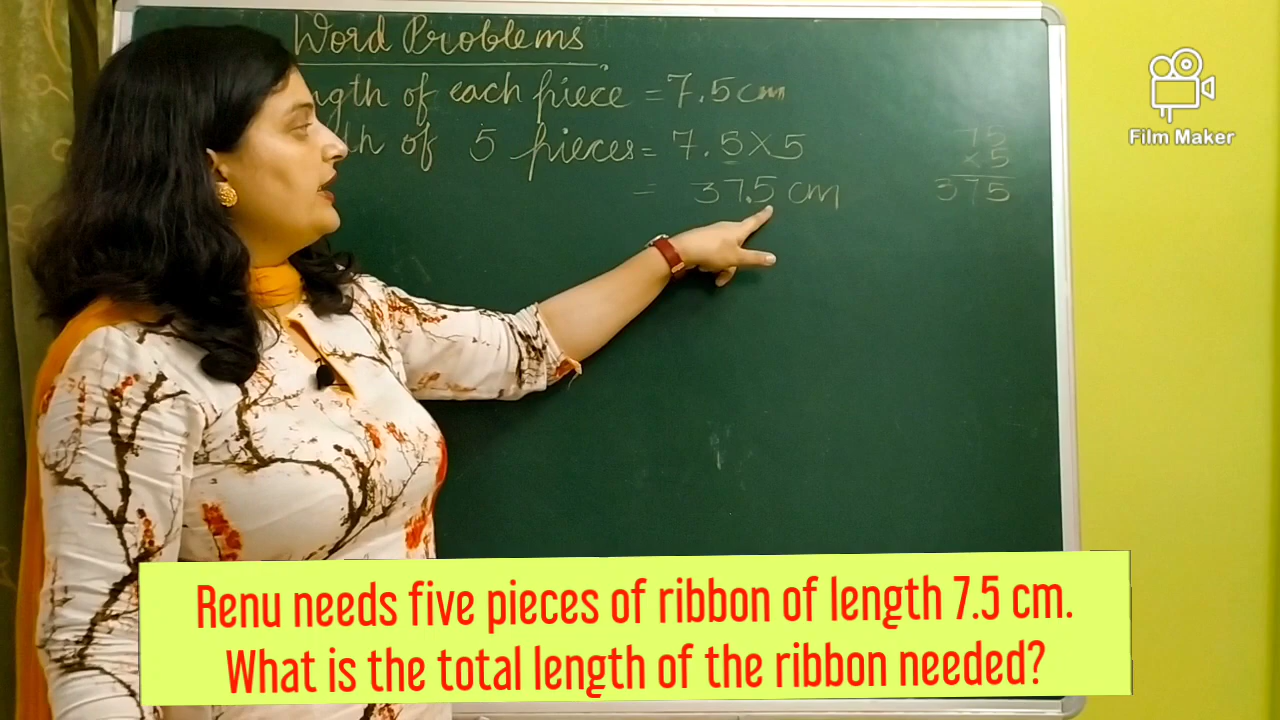 Word Problems
ngth of each piece = 7.5 cm
th of 5 pieces = 7.5 X 5
= 37.5 cm
75
X 5
375
Film Maker
Renu needs five pieces of ribbon of length 7.5 cm.
What is the total length of the ribbon needed?